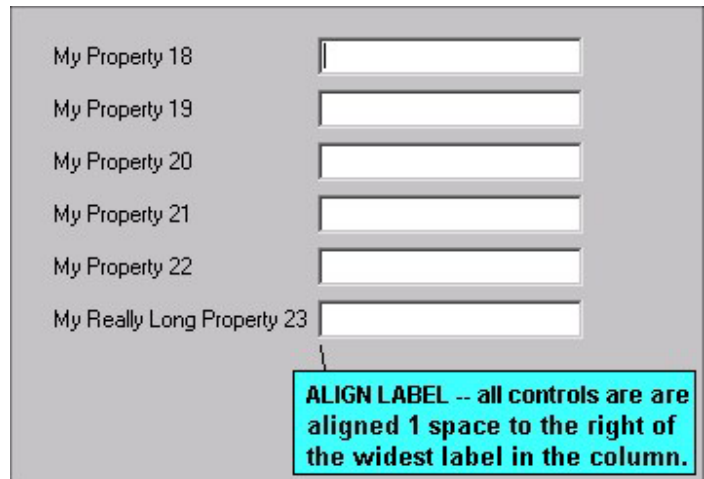 My Property 18
My Property 19
My Property 20
My Property 21
My Property 22
My Really Long Property 23
ALIGN LABEL -- all controls are are
aligned 1 space to the right of
the widest label in the column.